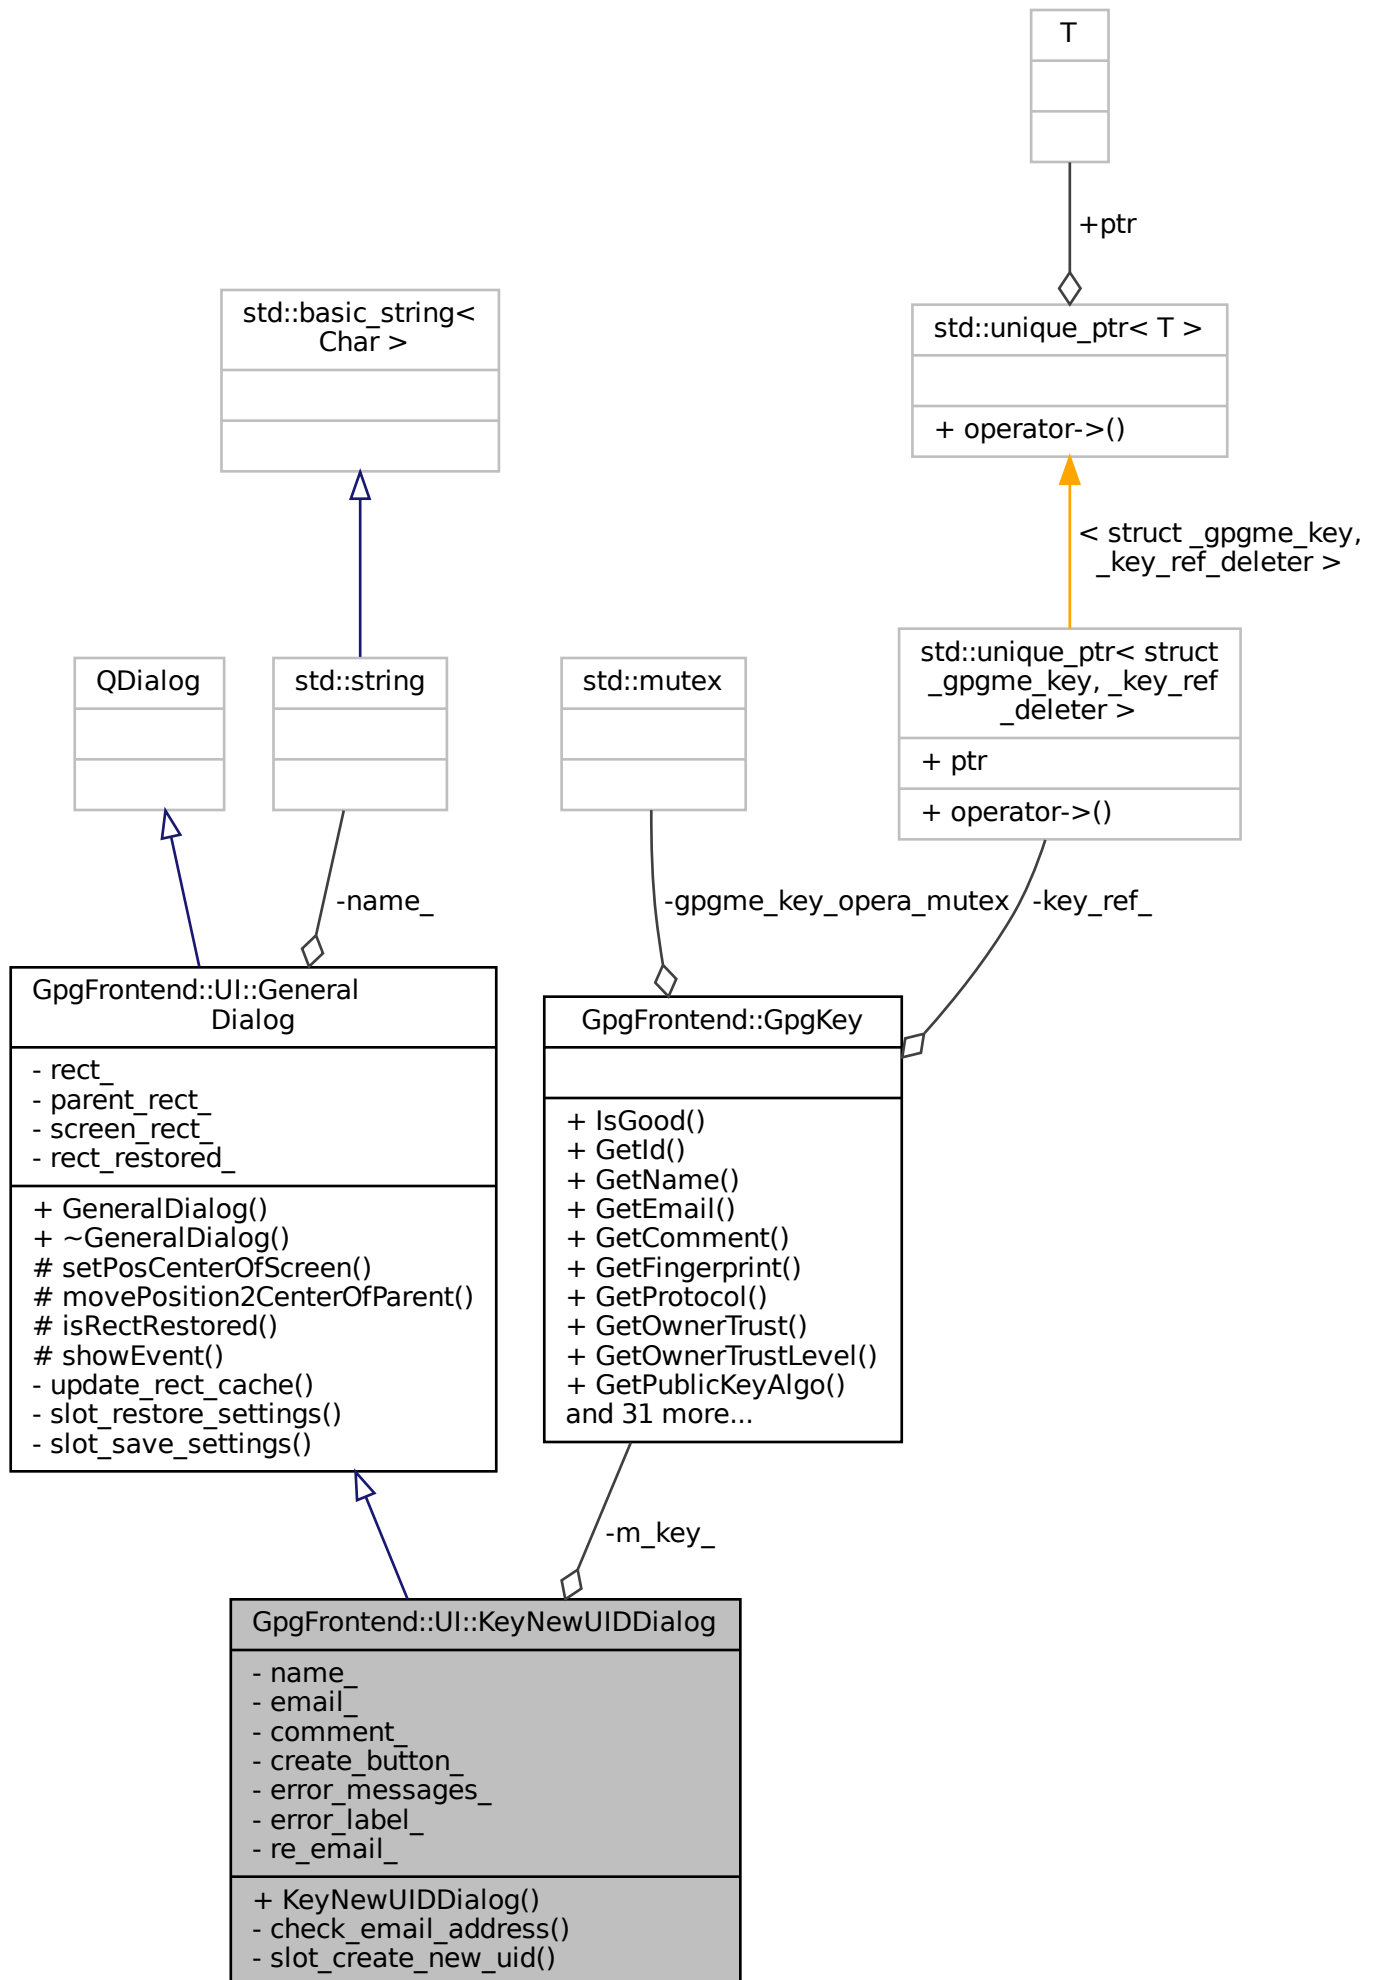 T
+ptr
std::basic_string<
Char >
std::unique_ptr< T >
+ operator->()
< struct _gpgme_key,
_key_ref_deleter >
QDialog
std::string
std::mutex
std::unique_ptr< struct
_gpgme_key, _key_ref
_deleter >
+ ptr
+ operator->()
-name_
-gpgme_key_opera_mutex
-key_ref_
GpgFrontend::UI::General
Dialog
- rect_
- parent_rect_
- screen_rect_
- rect_restored_
+ GeneralDialog()
+ ~GeneralDialog()
# setPosCenterOfScreen()
# movePosition2CenterOfParent()
# isRectRestored()
# showEvent()
- update_rect_cache()
- slot_restore_settings()
- slot_save_settings()
GpgFrontend::GpgKey
+ IsGood()
+ GetId()
+ GetName()
+ GetEmail()
+ GetComment()
+ GetFingerprint()
+ GetProtocol()
+ GetOwnerTrust()
+ GetOwnerTrustLevel()
+ GetPublicKeyAlgo()
and 31 more...
-m_key_
GpgFrontend::UI::KeyNewUIDDialog
- name_
- email_
- comment_
- create_button_
- error_messages_
- error_label_
- re_email_
+ KeyNewUIDDialog()
- check_email_address()
- slot_create_new_uid()